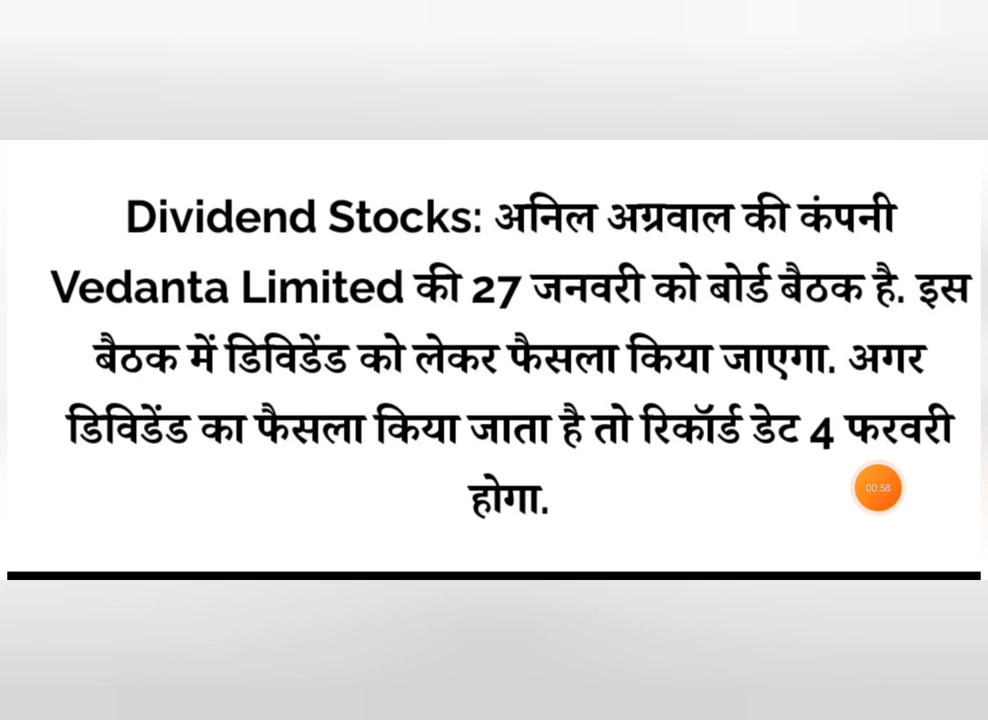 Dividend Stocks: अनिल अग्रवाल की कंपनी
Vedanta Limited की 27 जनवरी को बोर्ड बैठक है. इस
बैठक में डिविडेंड को लेकर फैसला किया जाएगा. अगर
डिविडेंड का फैसला किया जाता है तो रिकॉर्ड डेट 4 फरवरी
होगा.
00:58